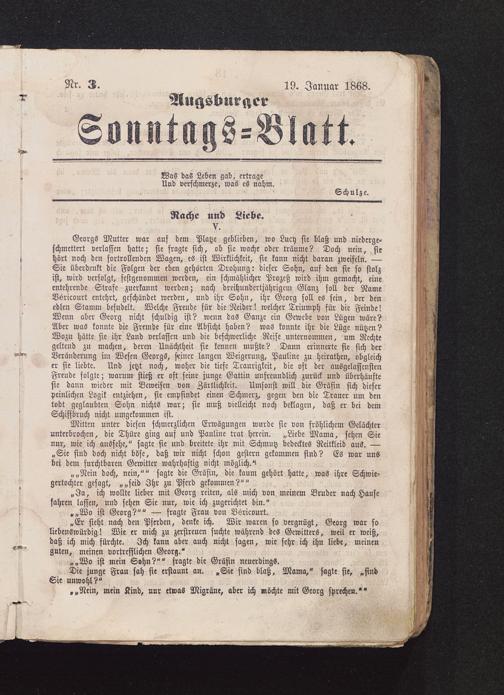 Nr. 3.
19. Januar 1868.
Augsburger
Sonntags=Blatt.
Was das Leben gab, ertrage
Und verschmerze, was es nahm.
Schulze.
Rache und Liebe.
V.
Georgs Mutter war auf dem Platze geblieben, wo Lucy sie blaß und niederge-
schmettert verlassen hatte; sie fragte sich, ob sie wache oder träume? Doch nein, sie
hört noch den fortrollenden Wagen, es ist Wirklichkeit, sie kann nicht daran zweifeln. —
Sie überdenkt die Folgen der eben gehörten Drohung: dieser Sohn, auf den sie so stolz
ist, wird verfolgt, festgenommen werden, ein schmählicher Prozeß wird ihm gemacht, eine
entehrende Strafe zuerkannt werden; nach dreihundertjährigem Glanz soll der Name
Véricourt entehrt, geschändet werden, und ihr Sohn, ihr Georg soll es sein, der den
edlen Stamm besudelt. Welche Freude für die Neider! welcher Triumph für die Feinde!
Wenn aber Georg nicht schuldig ist? wenn das Ganze ein Gewebe von Lügen wäre?
Aber was konnte die Fremde für eine Absicht haben? was konnte ihr die Lüge nützen?
Wozu hätte sie ihr Land verlassen und die beschwerliche Reise unternommen, um Rechte
geltend zu machen, deren Unächtheit sie kennen mußte? Dann erinnerte sie sich der
Veränderung im Wesen Georgs, seiner langen Weigerung, Pauline zu heirathen, obgleich
er sie liebte. Und jetzt noch, woher die tiefe Traurigkeit, die oft der ausgelassensten
Freude folgte; warum stieß er oft seine junge Gattin unfreundlich zurück und überhäufte
sie dann wieder mit Beweisen von Zärtlichkeit. Umsonst will die Gräfin sich dieser
peinlichen Logik entziehen, sie empfindet einen Schmerz, gegen den die Trauer um den
todt geglaubten Sohn nichts war; sie muß vielleicht noch beklagen, daß er bei dem
Schiffbruch nicht umgekommen ist.
Mitten unter diesen schmerzlichen Erwägungen wurde sie von fröhlichem Gelächter
unterbrochen, die Thüre ging auf und Pauline trat herein. „Liebe Mama, sehen Sie
nur, wie ich aussehe," sagte sie und breitete ihr mit Schmutz bedecktes Reitkleid aus. —
„Sie sind doch nicht böse, daß wir nicht schon gestern gekommen sind? Es war uns
bei dem furchtbaren Gewitter wahrhaftig nicht möglich."
„„Nein doch, nein,"" sagte die Gräfin, die kaum gehört hatte, was ihre Schwie-
gertochter gesagt, „„seid Ihr zu Pferd gekommen?""
„Ja, ich wollte lieber mit Georg reiten, als mich von meinem Bruder nach Hause
fahren lassen, und sehen Sie nur, wie ich zugerichtet bin."
„„Wo ist Georg?"" — fragte Frau von Véricourt.
„Er sieht nach den Pferden, denke ich. Wir waren so vergnügt, Georg war so
liebenswürdig! Wie er mich zu zerstreuen suchte während des Gewitters, weil er weiß,
daß ich mich fürchte. Ich kann aber auch nicht sagen, wie sehr ich ihn liebe, meinen
guten, meinen vortrefflichen Georg."
„„Wo ist mein Sohn?"" fragte die Gräfin neuerdings.
Die junge Frau sah sie erstaunt an. „Sie sind blaß, Mama," sagte sie, „sind
Sie unwohl?"
„„Nein, mein Kind, nur etwas Migräne, aber ich möchte mit Georg sprechen.""